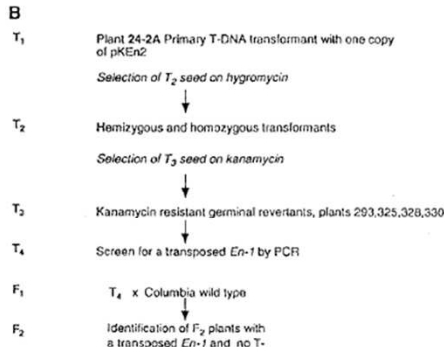 B
T₁ Plant 24-2A Primary T-DNA transformant with one copy
of pKEn2
Selection of T₂ seed on hygromycin
T₂ Hemizygous and homozygous transformants
Selection of T₃ seed on kanamycin
T₃ Kanamycin resistant germinal revertants, plants 293,325,328,330
T₄ Screen for a transposed En-1 by PCR
F₁ T₄ x Columbia wild type
F₂ Identification of F₂ plants with
a transposed En-1 and no T-